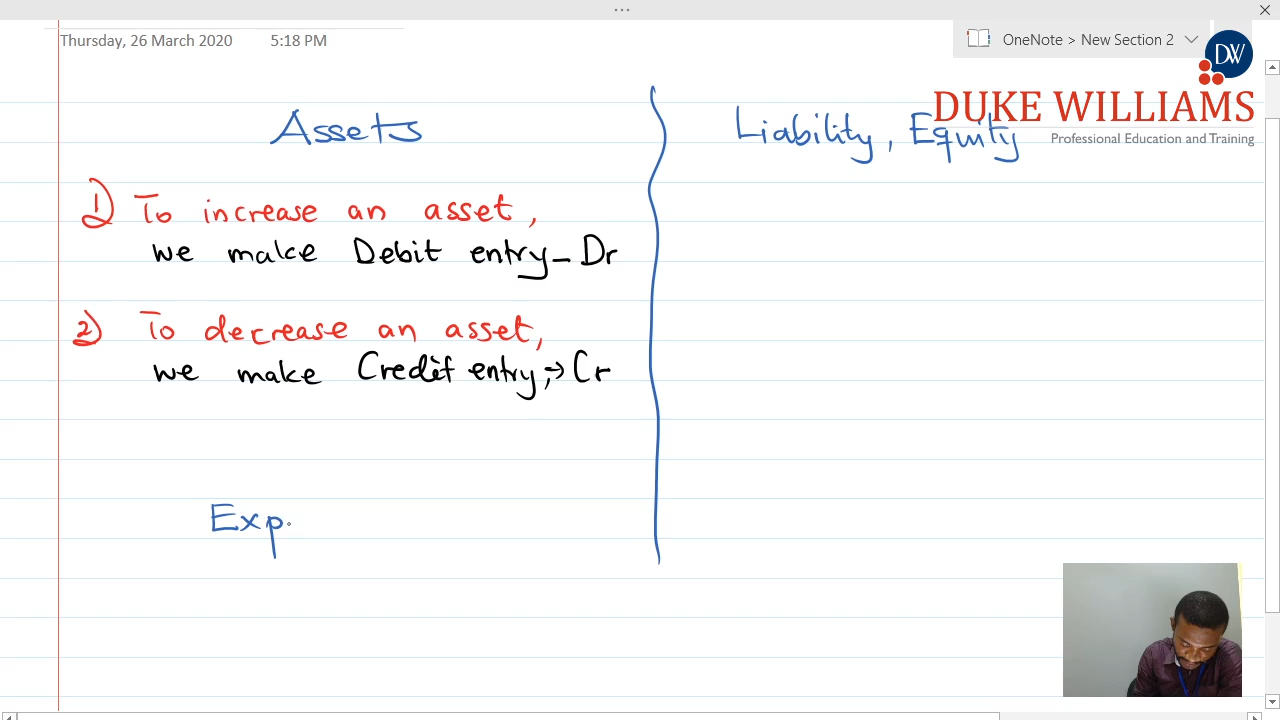 ...
Thursday, 26 March 2020 5:18 PM
OneNote > New Section 2
DW
DUKE WILLIAMS
Professional Education and Training
Assets
Liability, Equity
1) To increase an asset,
we make Debit entry - Dr
2) To decrease an asset,
we make Credit entry, → Cr
Exp